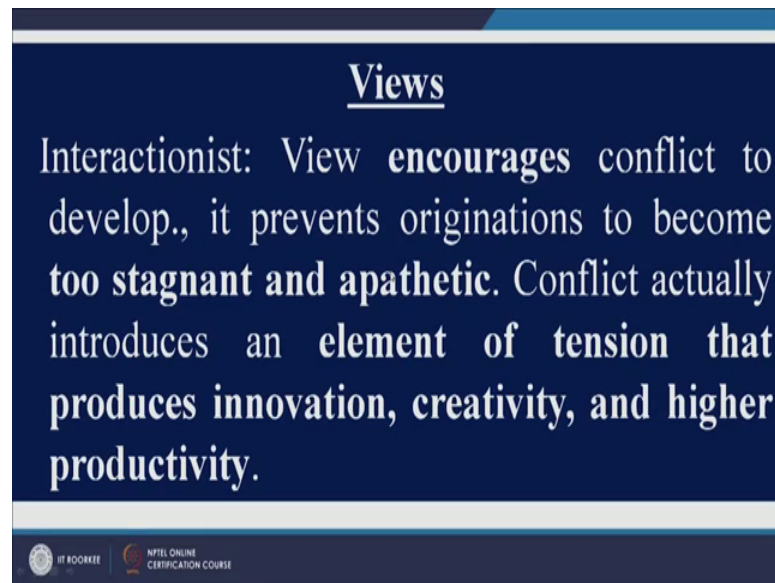 Views
Interactionist: View encourages conflict to
develop., it prevents originations to become
too stagnant and apathetic. Conflict actually
introduces an element of tension that
produces innovation, creativity, and higher
productivity.
IIT ROORKEE
NPTEL ONLINE
CERTIFICATION COURSE